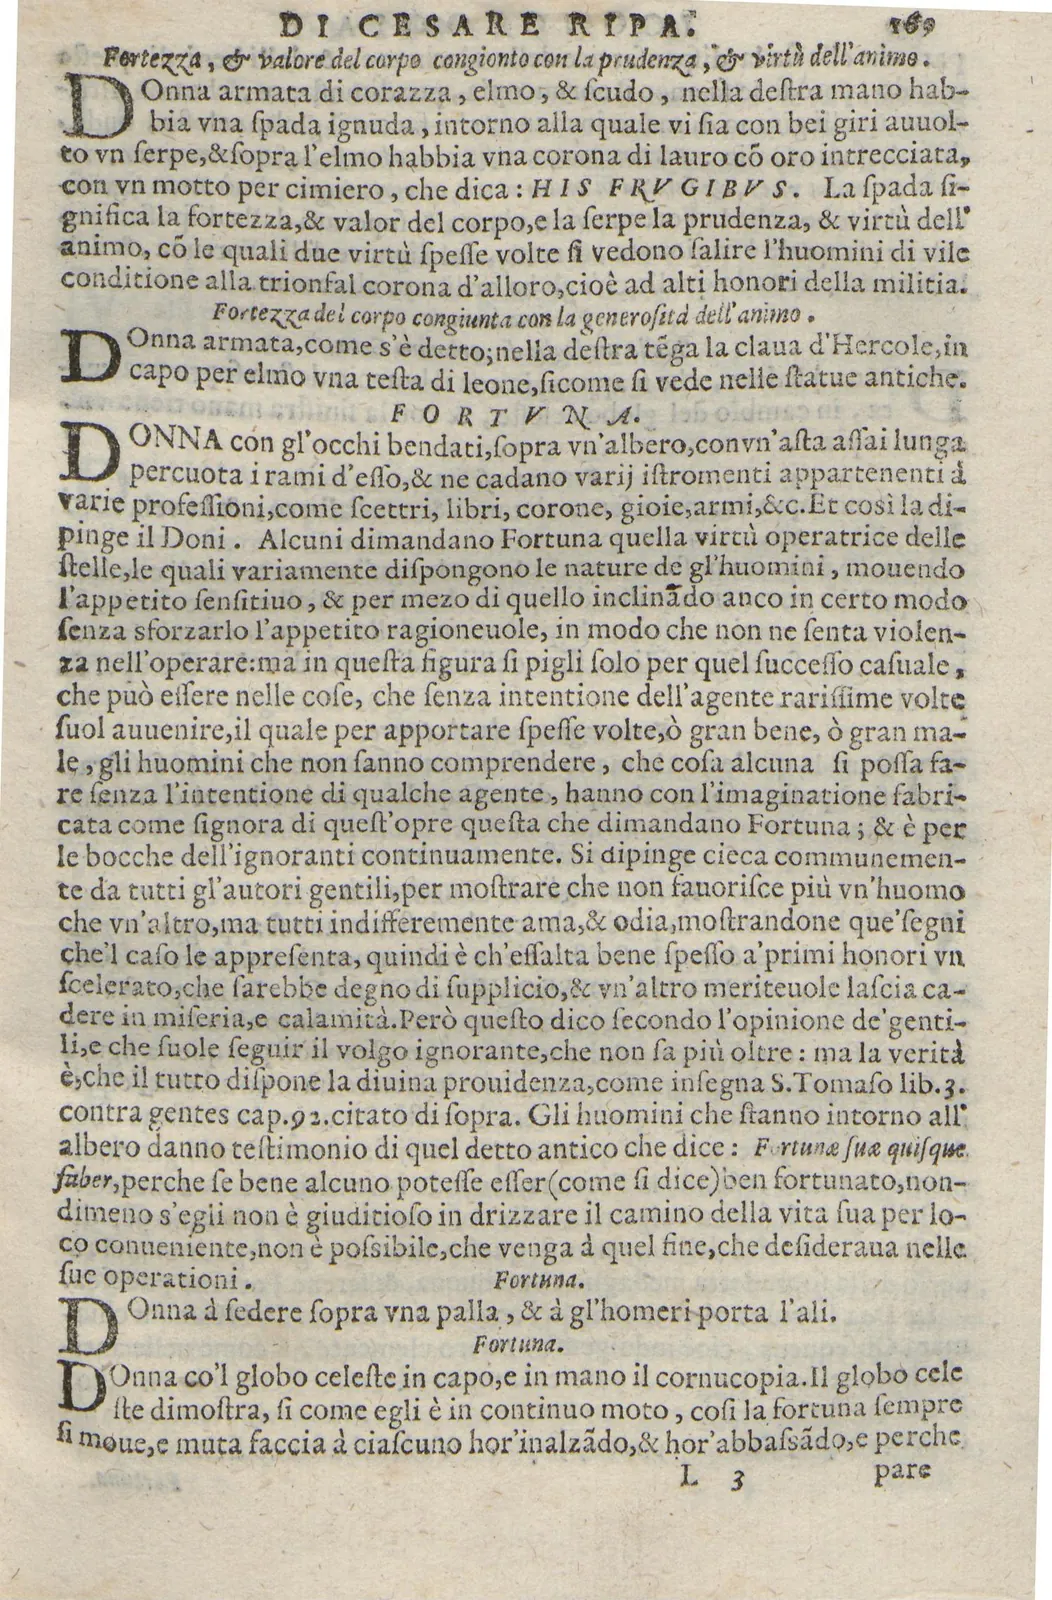 DI CESARE RIPA. 169
Fortezza, & valore del corpo congionto con la prudenza, & virtù dell'animo.
DOnna armata di corazza, elmo, & ſcudo, nella deſtra mano hab-
bia vna ſpada ignuda, intorno alla quale vi ſia con bei giri auuol-
to vn ſerpe,&ſopra l'elmo habbia vna corona di lauro cõ oro intrecciata,
con vn motto per cimiero, che dica: HIS FRVGIBVS. La ſpada ſi-
gnifica la fortezza,& valor del corpo,e la ſerpe la prudenza, & virtù dell'
animo, cõ le quali due virtù ſpeſſe volte ſi vedono ſalire l'huomini di vile
conditione alla trionfal corona d'alloro,cioè ad alti honori della militia.
Fortezza del corpo congiunta con la generoſità dell'animo.
DOnna armata,come s'è detto;nella deſtra tẽga la claua d'Hercole,in
capo per elmo vna teſta di leone,ſicome ſi vede nelle ſtatue antiche.
FORTVNA.
DONNA con gl'occhi bendati,ſopra vn'albero,con vn'aſta aſſai lunga
percuota i rami d'eſſo,& ne cadano varij iſtromenti appartenenti à
varie profeſſioni,come ſcettri, libri, corone, gioie,armi,&c.Et così la di-
pinge il Doni. Alcuni dimandano Fortuna quella virtù operatrice delle
ſtelle,le quali variamente diſpongono le nature de gl'huomini, mouendo
l'appetito ſenſitiuo, & per mezo di quello inclinãdo anco in certo modo
ſenza sforzarlo l'appetito ragioneuole, in modo che non ne ſenta violen-
za nell'operare:ma in queſta figura ſi pigli ſolo per quel ſucceſſo caſuale,
che può eſſere nelle coſe, che ſenza intentione dell'agente rariſſime volte
ſuol auuenire,il quale per apportare ſpeſſe volte,ò gran bene, ò gran ma-
le, gli huomini che non ſanno comprendere, che coſa alcuna ſi poſſa fa-
re ſenza l'intentione di qualche agente, hanno con l'imaginatione fabri-
cata come ſignora di queſt'opre queſta che dimandano Fortuna; & è per
le bocche dell'ignoranti continuamente. Si dipinge cieca communemen-
te da tutti gl'autori gentili,per moſtrare che non fauoriſce più vn'huomo
che vn'altro,ma tutti indifferemente ama,& odia,moſtrandone que'ſegni
che'l caſo le appreſenta, quindi è ch'eſſalta bene ſpeſſo a'primi honori vn
ſcelerato,che ſarebbe degno di ſupplicio,& vn'altro meriteuole laſcia ca-
dere in miſeria,e calamità.Però queſto dico ſecondo l'opinione de'genti-
li,e che ſuole ſeguir il volgo ignorante,che non ſa più oltre: ma la verità
è,che il tutto diſpone la diuina prouidenza,come inſegna S.Tomaſo lib.3.
contra gentes cap.92.citato di ſopra. Gli huomini che ſtanno intorno all'
albero danno teſtimonio di quel detto antico che dice: Fortunæ ſuæ quiſque
faber,perche ſe bene alcuno poteſſe eſſer(come ſi dice)ben fortunato,non-
dimeno s'egli non è giuditioſo in drizzare il camino della vita ſua per lo-
co conueniente,non è poſsibile,che venga à quel fine,che deſideraua nelle
ſue operationi. Fortuna.
DOnna à ſedere ſopra vna palla, & à gl'homeri porta l'ali.
Fortuna.
DOnna co'l globo celeſte in capo,e in mano il cornucopia.Il globo cele
ſte dimoſtra, ſi come egli è in continuo moto, coſi la fortuna ſempre
ſi moue,e muta faccia à ciaſcuno hor'inalzãdo,& hor'abbaſsãdo,e perche
L 3 pare